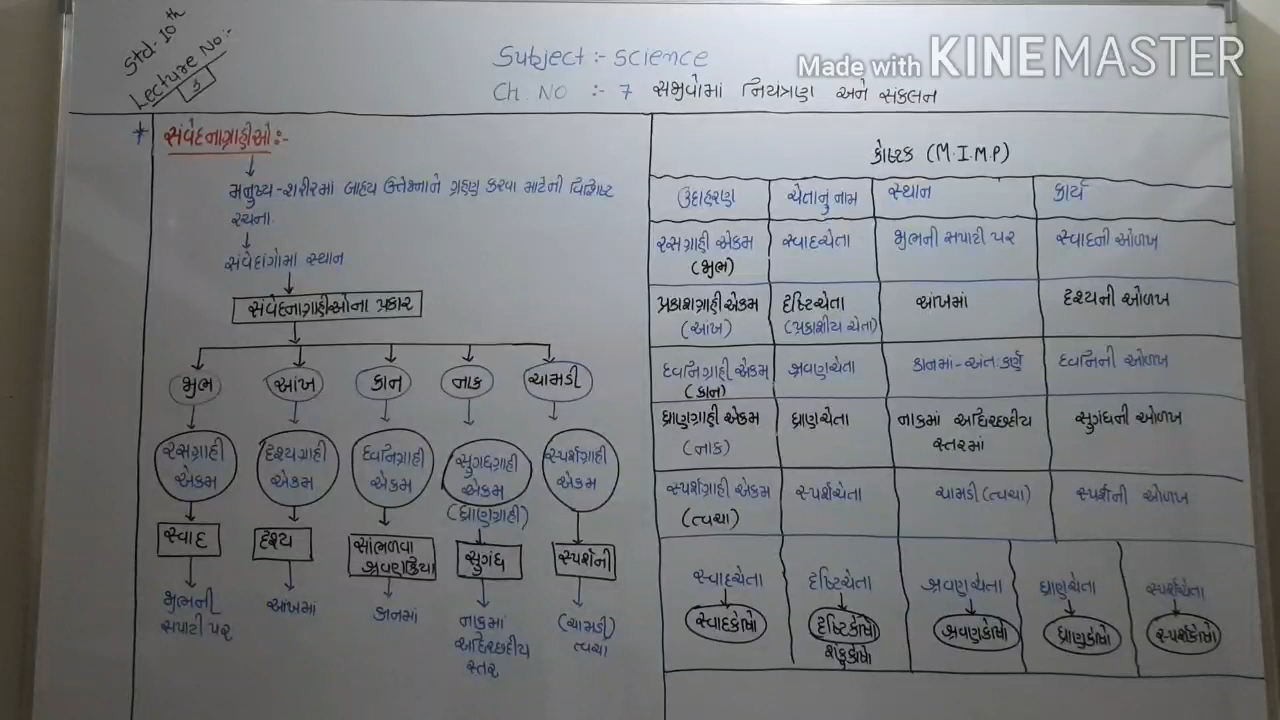 Std-10th
Lecture No:-
3
Subject :- Science
Ch. NO :- 7 સજીવોમાં નિયંત્રણ અને સંકલન
Made with KINEMASTER
* સંવેદનાગ્રાહીઓ:-
મનુષ્ય-શરીરમાં બાહ્ય ઉત્તેજનાને ગ્રહણ કરવા માટેની વિશિષ્ટ
રચના.
સંવેદાંગોમાં સ્થાન
સંવેદનાગ્રાહીઓના પ્રકાર
જીભ આંખ કાન નાક ચામડી
રસગ્રાહી એકમ
દૃશ્યગ્રાહી એકમ
ધ્વનિગ્રાહી એકમ
સુગંધગ્રાહી એકમ
(ઘ્રાણગ્રાહી)
સ્પર્શગ્રાહી એકમ
સ્વાદ
દૃશ્ય
સાંભળવા
શ્રવણક્રિયા
સુગંધ
સ્પર્શની
જીભની
સપાટી પર
આંખમાં
કાનમાં
નાકમાં
સ્તર
(ચામડી)
ત્વચા
કોષ્ટક (M.I.M.P)
ઉદાહરણ ચેતાનું નામ સ્થાન કાર્ય
રસગ્રાહી એકમ સ્વાદચેતા જીભની સપાટી પર સ્વાદની ઓળખ
(જીભ)
પ્રકાશગ્રાહી એકમ દૃષ્ટિચેતા આંખમાં દૃશ્યની ઓળખ
(આંખ) (પ્રકાશીય ચેતા)
ધ્વનિગ્રાહી એકમ શ્રવણચેતા કાનમાં-અંતઃકર્ણ ધ્વનિની ઓળખ
(કાન)
ઘ્રાણગ્રાહી એકમ ઘ્રાણચેતા નાકમાં સુગંધની ઓળખ
(નાક) સ્તરમાં
સ્પર્શગ્રાહી એકમ સ્પર્શચેતા ચામડી (ત્વચા) સ્પર્શની ઓળખ
(ત્વચા)
સ્વાદચેતા દૃષ્ટિચેતા શ્રવણચેતા ઘ્રાણચેતા સ્પર્શચેતા
સ્વાદકોષો દૃષ્ટિકોષો શ્રવણકોષો ઘ્રાણકોષો સ્પર્શકોષો
શંકુકોષો